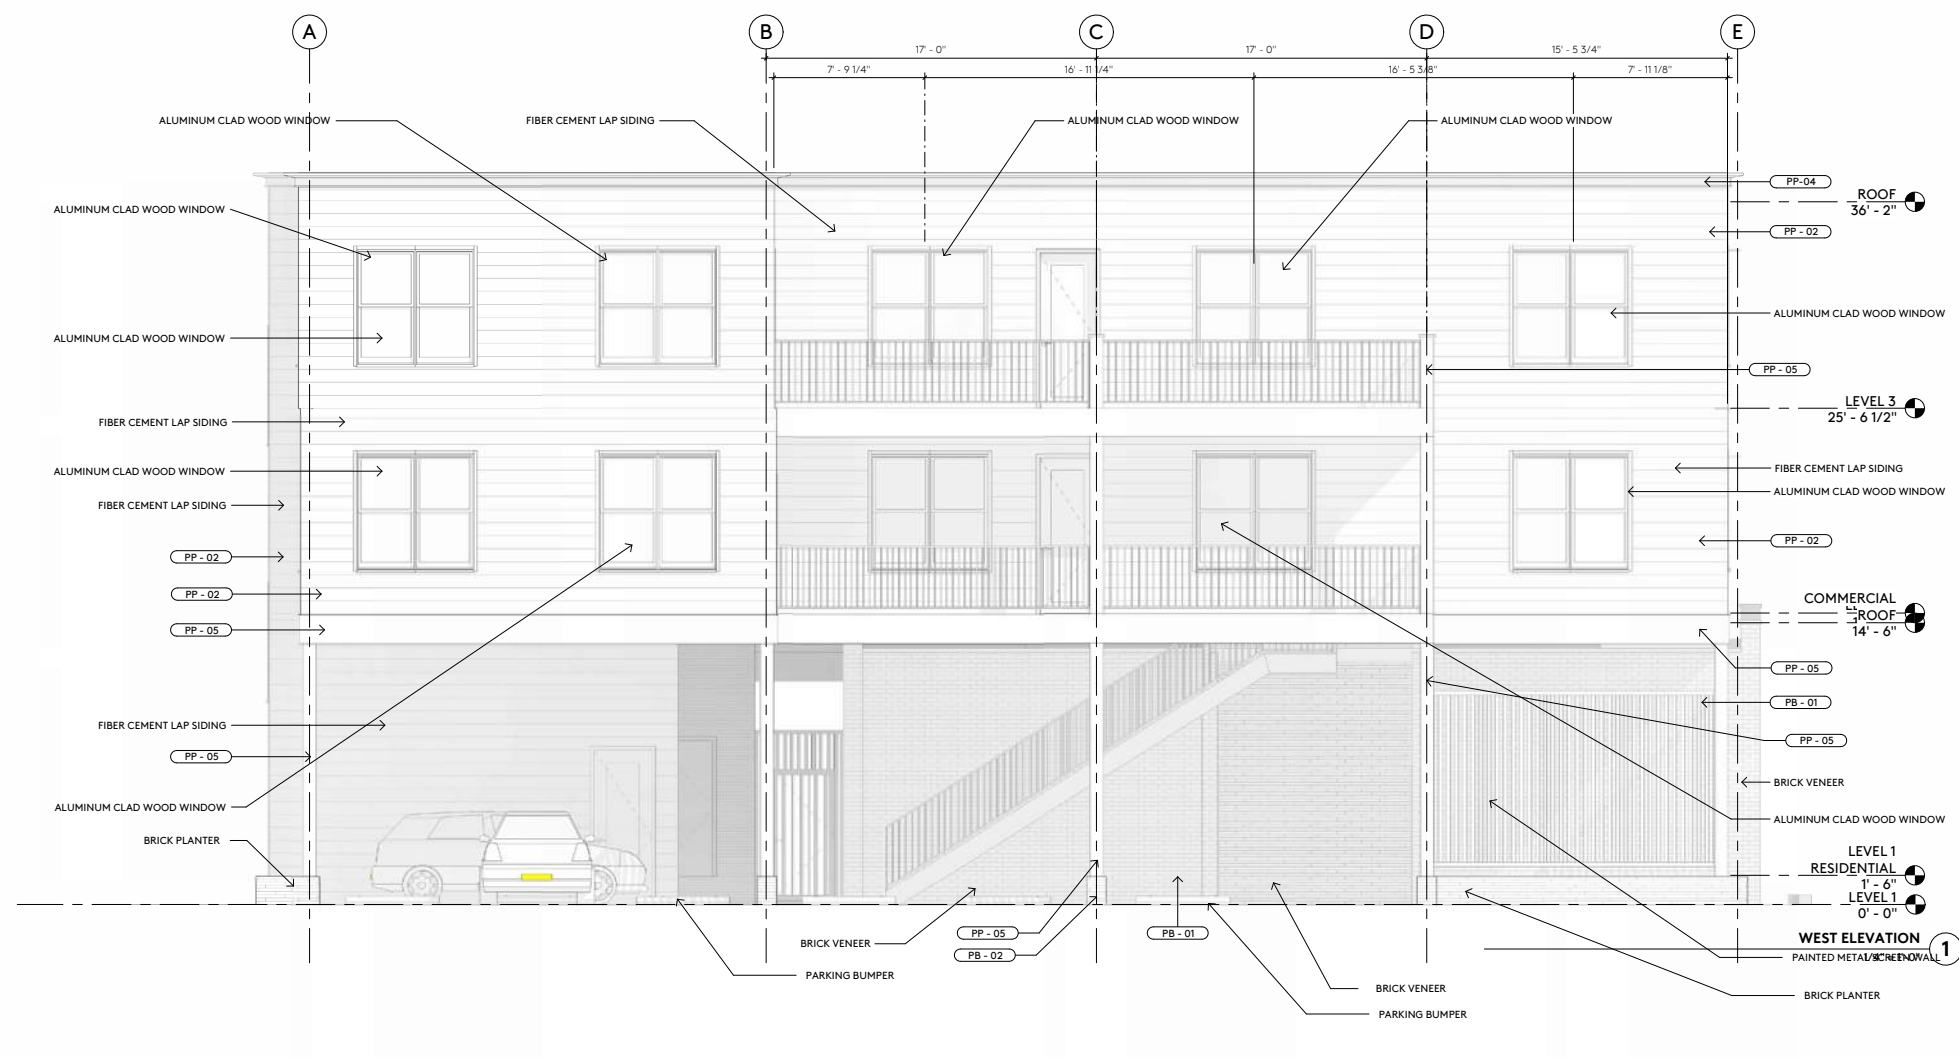 A B C D E
17' - 0" 17' - 0" 15' - 5 3/4"
7' - 9 1/4" 16' - 11 1/4" 16' - 5 3/8" 7' - 11 1/8"
ALUMINUM CLAD WOOD WINDOW
FIBER CEMENT LAP SIDING
ALUMINUM CLAD WOOD WINDOW
ALUMINUM CLAD WOOD WINDOW
PP-04
ROOF
36' - 2"
ALUMINUM CLAD WOOD WINDOW
PP - 02
ALUMINUM CLAD WOOD WINDOW
ALUMINUM CLAD WOOD WINDOW
PP - 05
LEVEL 3
25' - 6 1/2"
FIBER CEMENT LAP SIDING
ALUMINUM CLAD WOOD WINDOW
FIBER CEMENT LAP SIDING
ALUMINUM CLAD WOOD WINDOW
FIBER CEMENT LAP SIDING
PP - 02
PP - 02
PP - 02
COMMERCIAL
ROOF
14' - 6"
PP - 05
PP - 05
PB - 01
FIBER CEMENT LAP SIDING
PP - 05
PP - 05
BRICK VENEER
ALUMINUM CLAD WOOD WINDOW
ALUMINUM CLAD WOOD WINDOW
BRICK PLANTER
LEVEL 1
RESIDENTIAL
1' - 6"
LEVEL 1
0' - 0"
PP - 05
PB - 01
BRICK VENEER
PB - 02
WEST ELEVATION
1
PAINTED METAL SCREEN WALL
PARKING BUMPER
BRICK VENEER
BRICK PLANTER
PARKING BUMPER